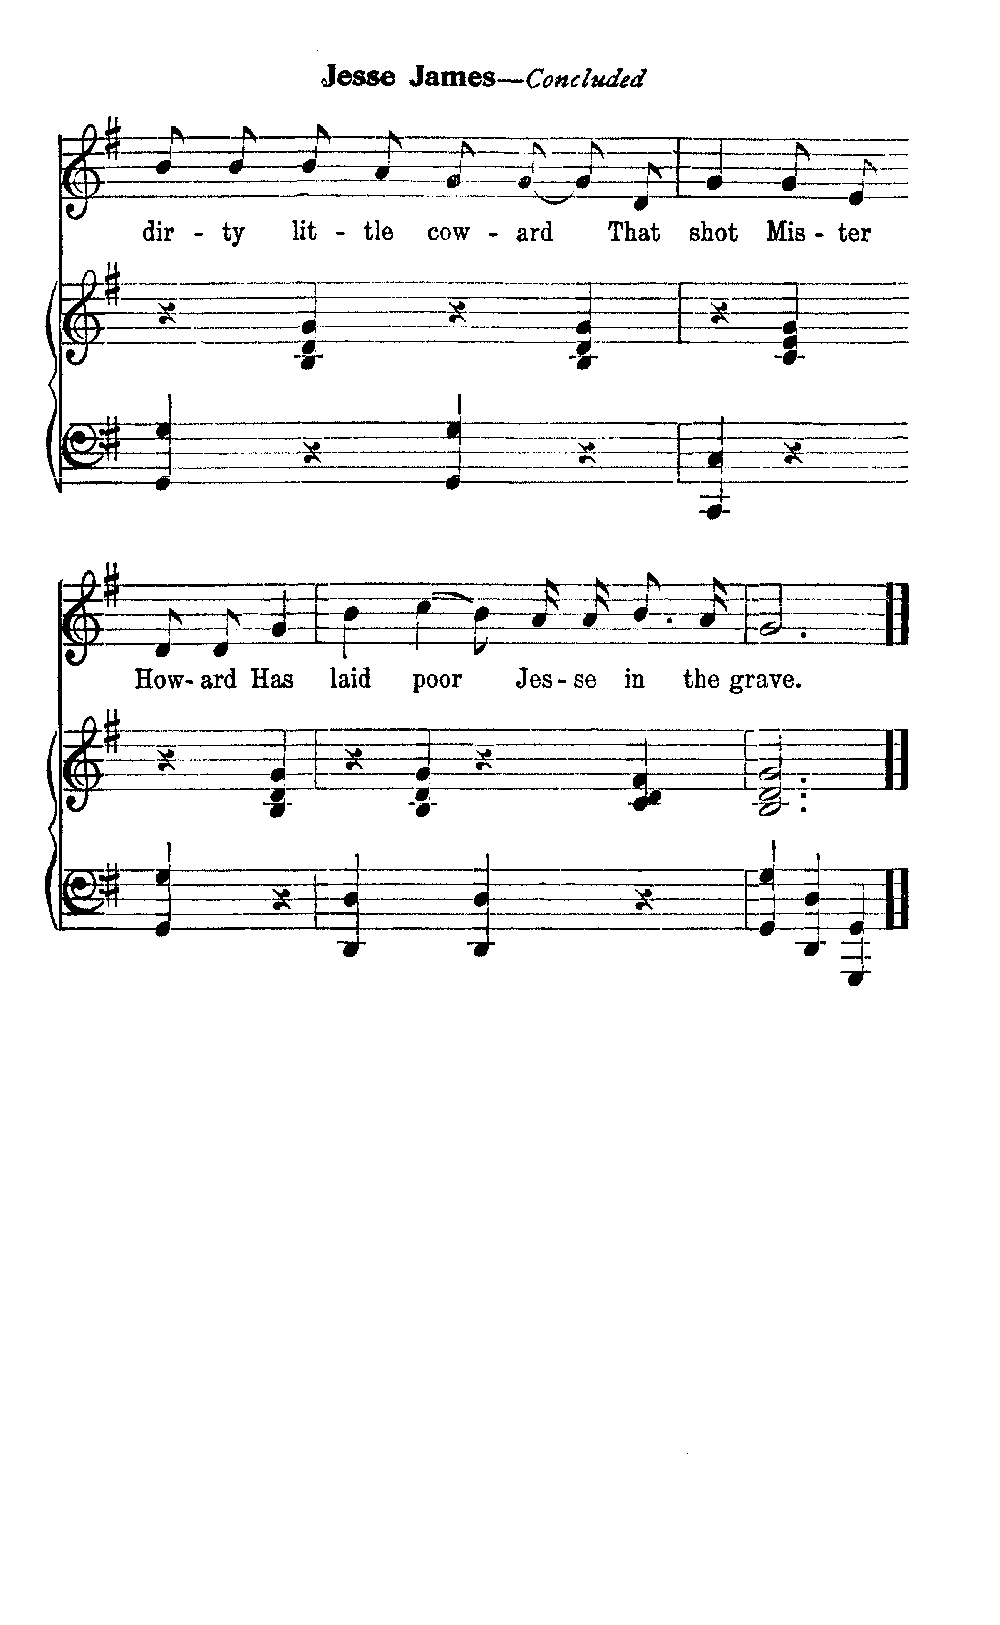 Jesse James—Concluded
dir - ty lit - tle cow - ard That shot Mis - ter
How- ard Has laid poor Jes - se in the grave.